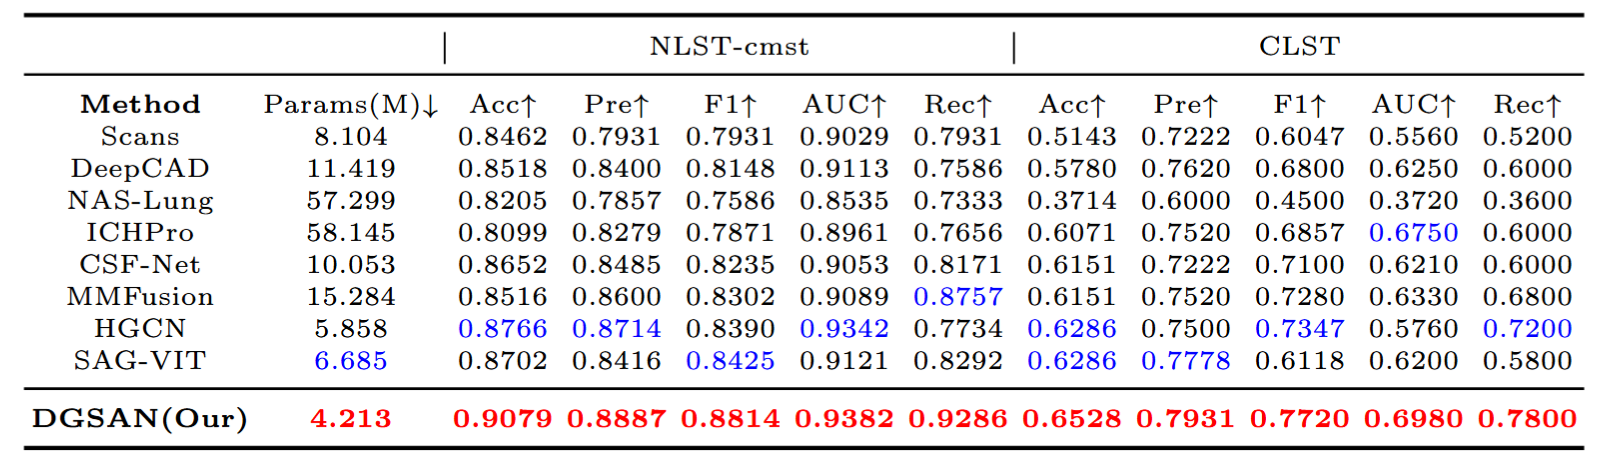 NLST-cmst CLST
Method Params(M)↓ Acc↑ Pre↑ F1↑ AUC↑ Rec↑ Acc↑ Pre↑ F1↑ AUC↑ Rec↑
Scans 8.104 0.8462 0.7931 0.7931 0.9029 0.7931 0.5143 0.7222 0.6047 0.5560 0.5200
DeepCAD 11.419 0.8518 0.8400 0.8148 0.9113 0.7586 0.5780 0.7620 0.6800 0.6250 0.6000
NAS-Lung 57.299 0.8205 0.7857 0.7586 0.8535 0.7333 0.3714 0.6000 0.4500 0.3720 0.3600
ICHPro 58.145 0.8099 0.8279 0.7871 0.8961 0.7656 0.6071 0.7520 0.6857 0.6750 0.6000
CSF-Net 10.053 0.8652 0.8485 0.8235 0.9053 0.8171 0.6151 0.7222 0.7100 0.6210 0.6000
MMFusion 15.284 0.8516 0.8600 0.8302 0.9089 0.8757 0.6151 0.7520 0.7280 0.6330 0.6800
HGCN 5.858 0.8766 0.8714 0.8390 0.9342 0.7734 0.6286 0.7500 0.7347 0.5760 0.7200
SAG-VIT 6.685 0.8702 0.8416 0.8425 0.9121 0.8292 0.6286 0.7778 0.6118 0.6200 0.5800
DGSAN(Our) 4.213 0.9079 0.8887 0.8814 0.9382 0.9286 0.6528 0.7931 0.7720 0.6980 0.7800